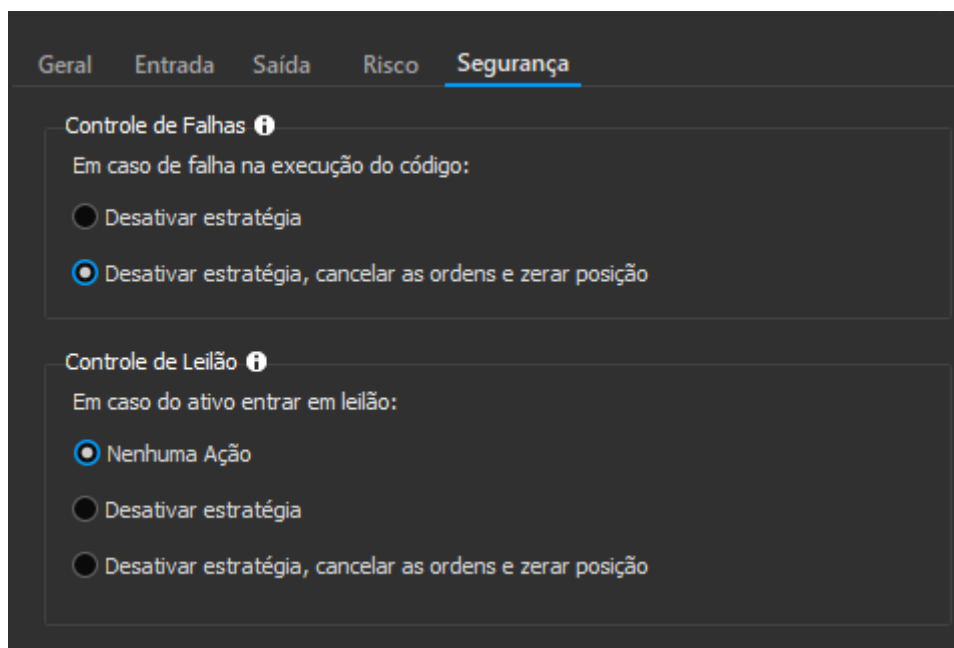 Geral Entrada Saída Risco Segurança
Controle de Falhas
Em caso de falha na execução do código:
Desativar estratégia
Desativar estratégia, cancelar as ordens e zerar posição
Controle de Leilão
Em caso do ativo entrar em leilão:
Nenhuma Ação
Desativar estratégia
Desativar estratégia, cancelar as ordens e zerar posição